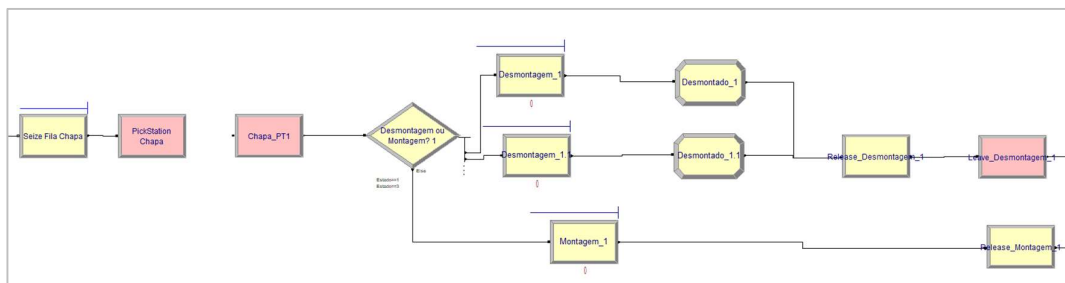 Seize Fila Chapa
PickStation
Chapa
Chapa_PT1
Desmontagem ou
Montagem? 1
Else
Desmontagem_1
0
Desmontado_1
Desmontagem_1.1
0
Desmontado_1.1
Release_Desmontagem_1
Leave_Desmontagem_1
Montagem_1
0
Release_Montagem_1